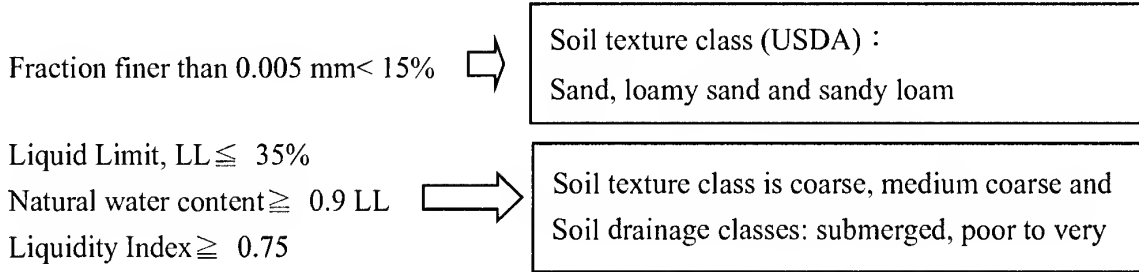 Fraction finer than 0.005 mm< 15%
Soil texture class (USDA)：
Sand, loamy sand and sandy loam
Liquid Limit, LL≦ 35%
Natural water content≧ 0.9 LL
Liquidity Index≧ 0.75
Soil texture class is coarse, medium coarse and
Soil drainage classes: submerged, poor to very